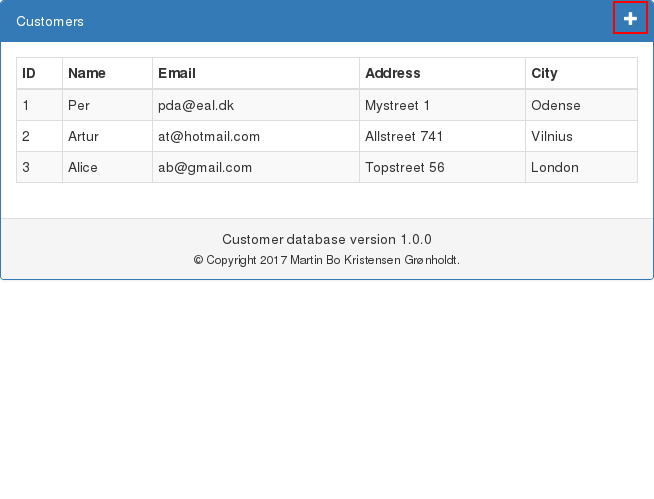 Customers
ID Name Email Address City
1 Per pda@eal.dk Mystreet 1 Odense
2 Artur at@hotmail.com Allstreet 741 Vilnius
3 Alice ab@gmail.com Topstreet 56 London
Customer database version 1.0.0
© Copyright 2017 Martin Bo Kristensen Grønholdt.